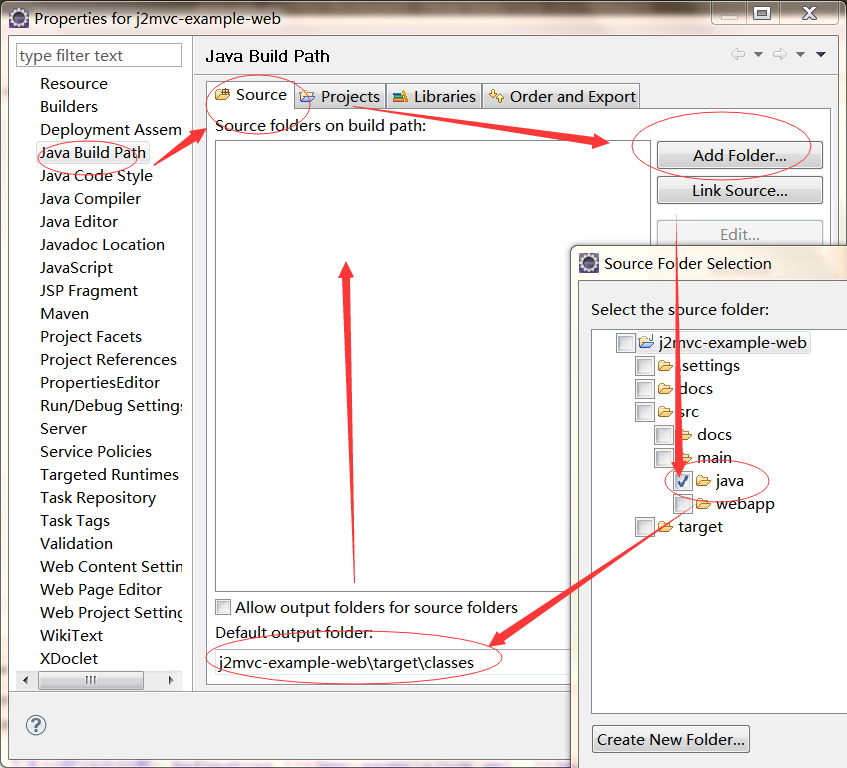 Properties for j2mvc-example-web
type filter text
Resource
Builders
Deployment Assem
Java Build Path
Java Code Style
Java Compiler
Java Editor
Javadoc Location
JavaScript
JSP Fragment
Maven
Project Facets
Project References
PropertiesEditor
Run/Debug Settings
Server
Service Policies
Targeted Runtimes
Task Repository
Task Tags
Validation
Web Content Settin
Web Page Editor
Web Project Setting
WikiText
XDoclet
Java Build Path
Source Projects Libraries Order and Export
Source folders on build path:
Add Folder...
Link Source...
Edit...
Allow output folders for source folders
Default output folder:
j2mvc-example-web\target\classes
Source Folder Selection
Select the source folder:
j2mvc-example-web
.settings
docs
src
docs
main
java
webapp
target
Create New Folder...